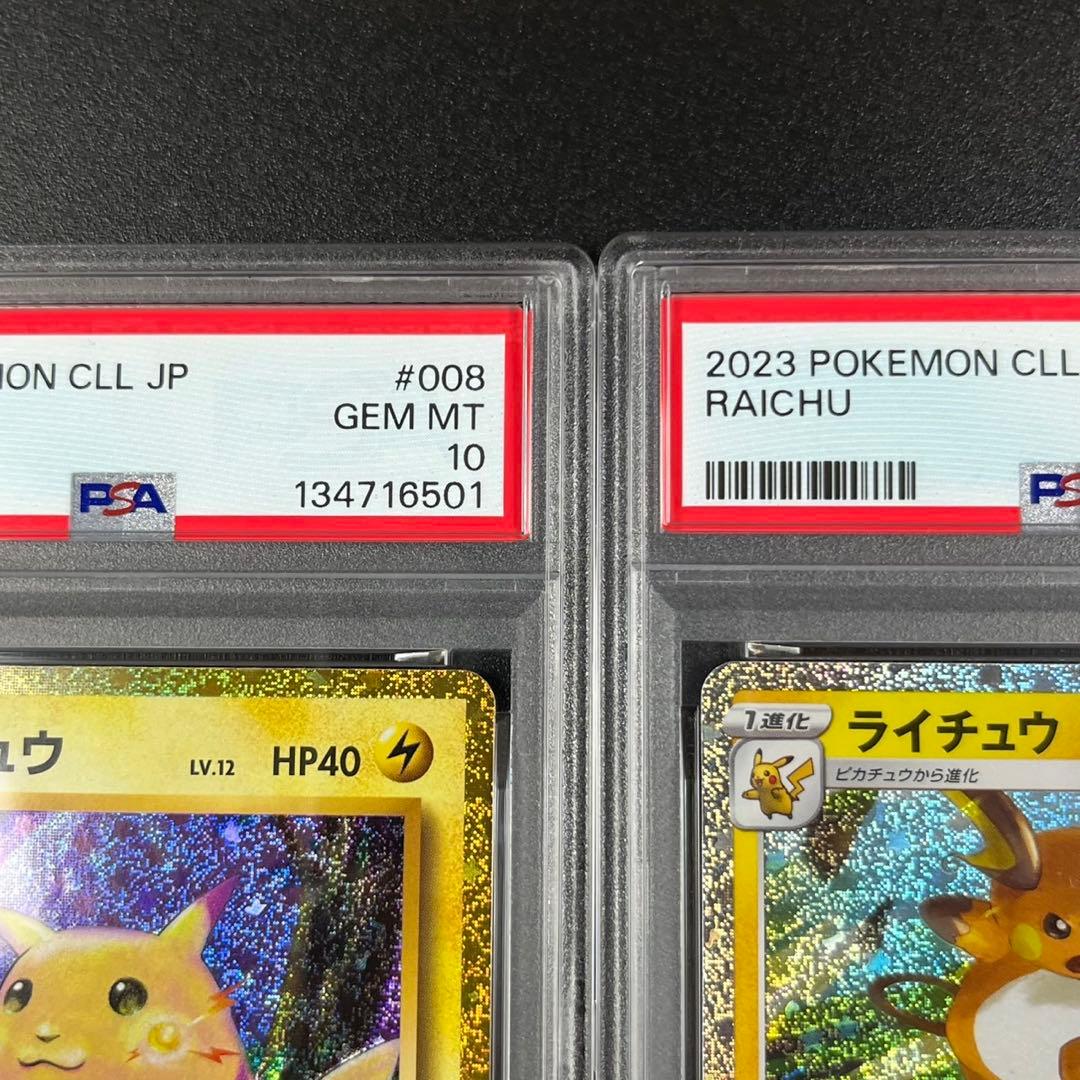 ION CLL JP
#008
GEM MT
10
PSA
134716501
2023 POKEMON CLL
RAICHU
PS
ュウ
LV.12
HP40
1進化
ライチュウ
ピカチュウから進化